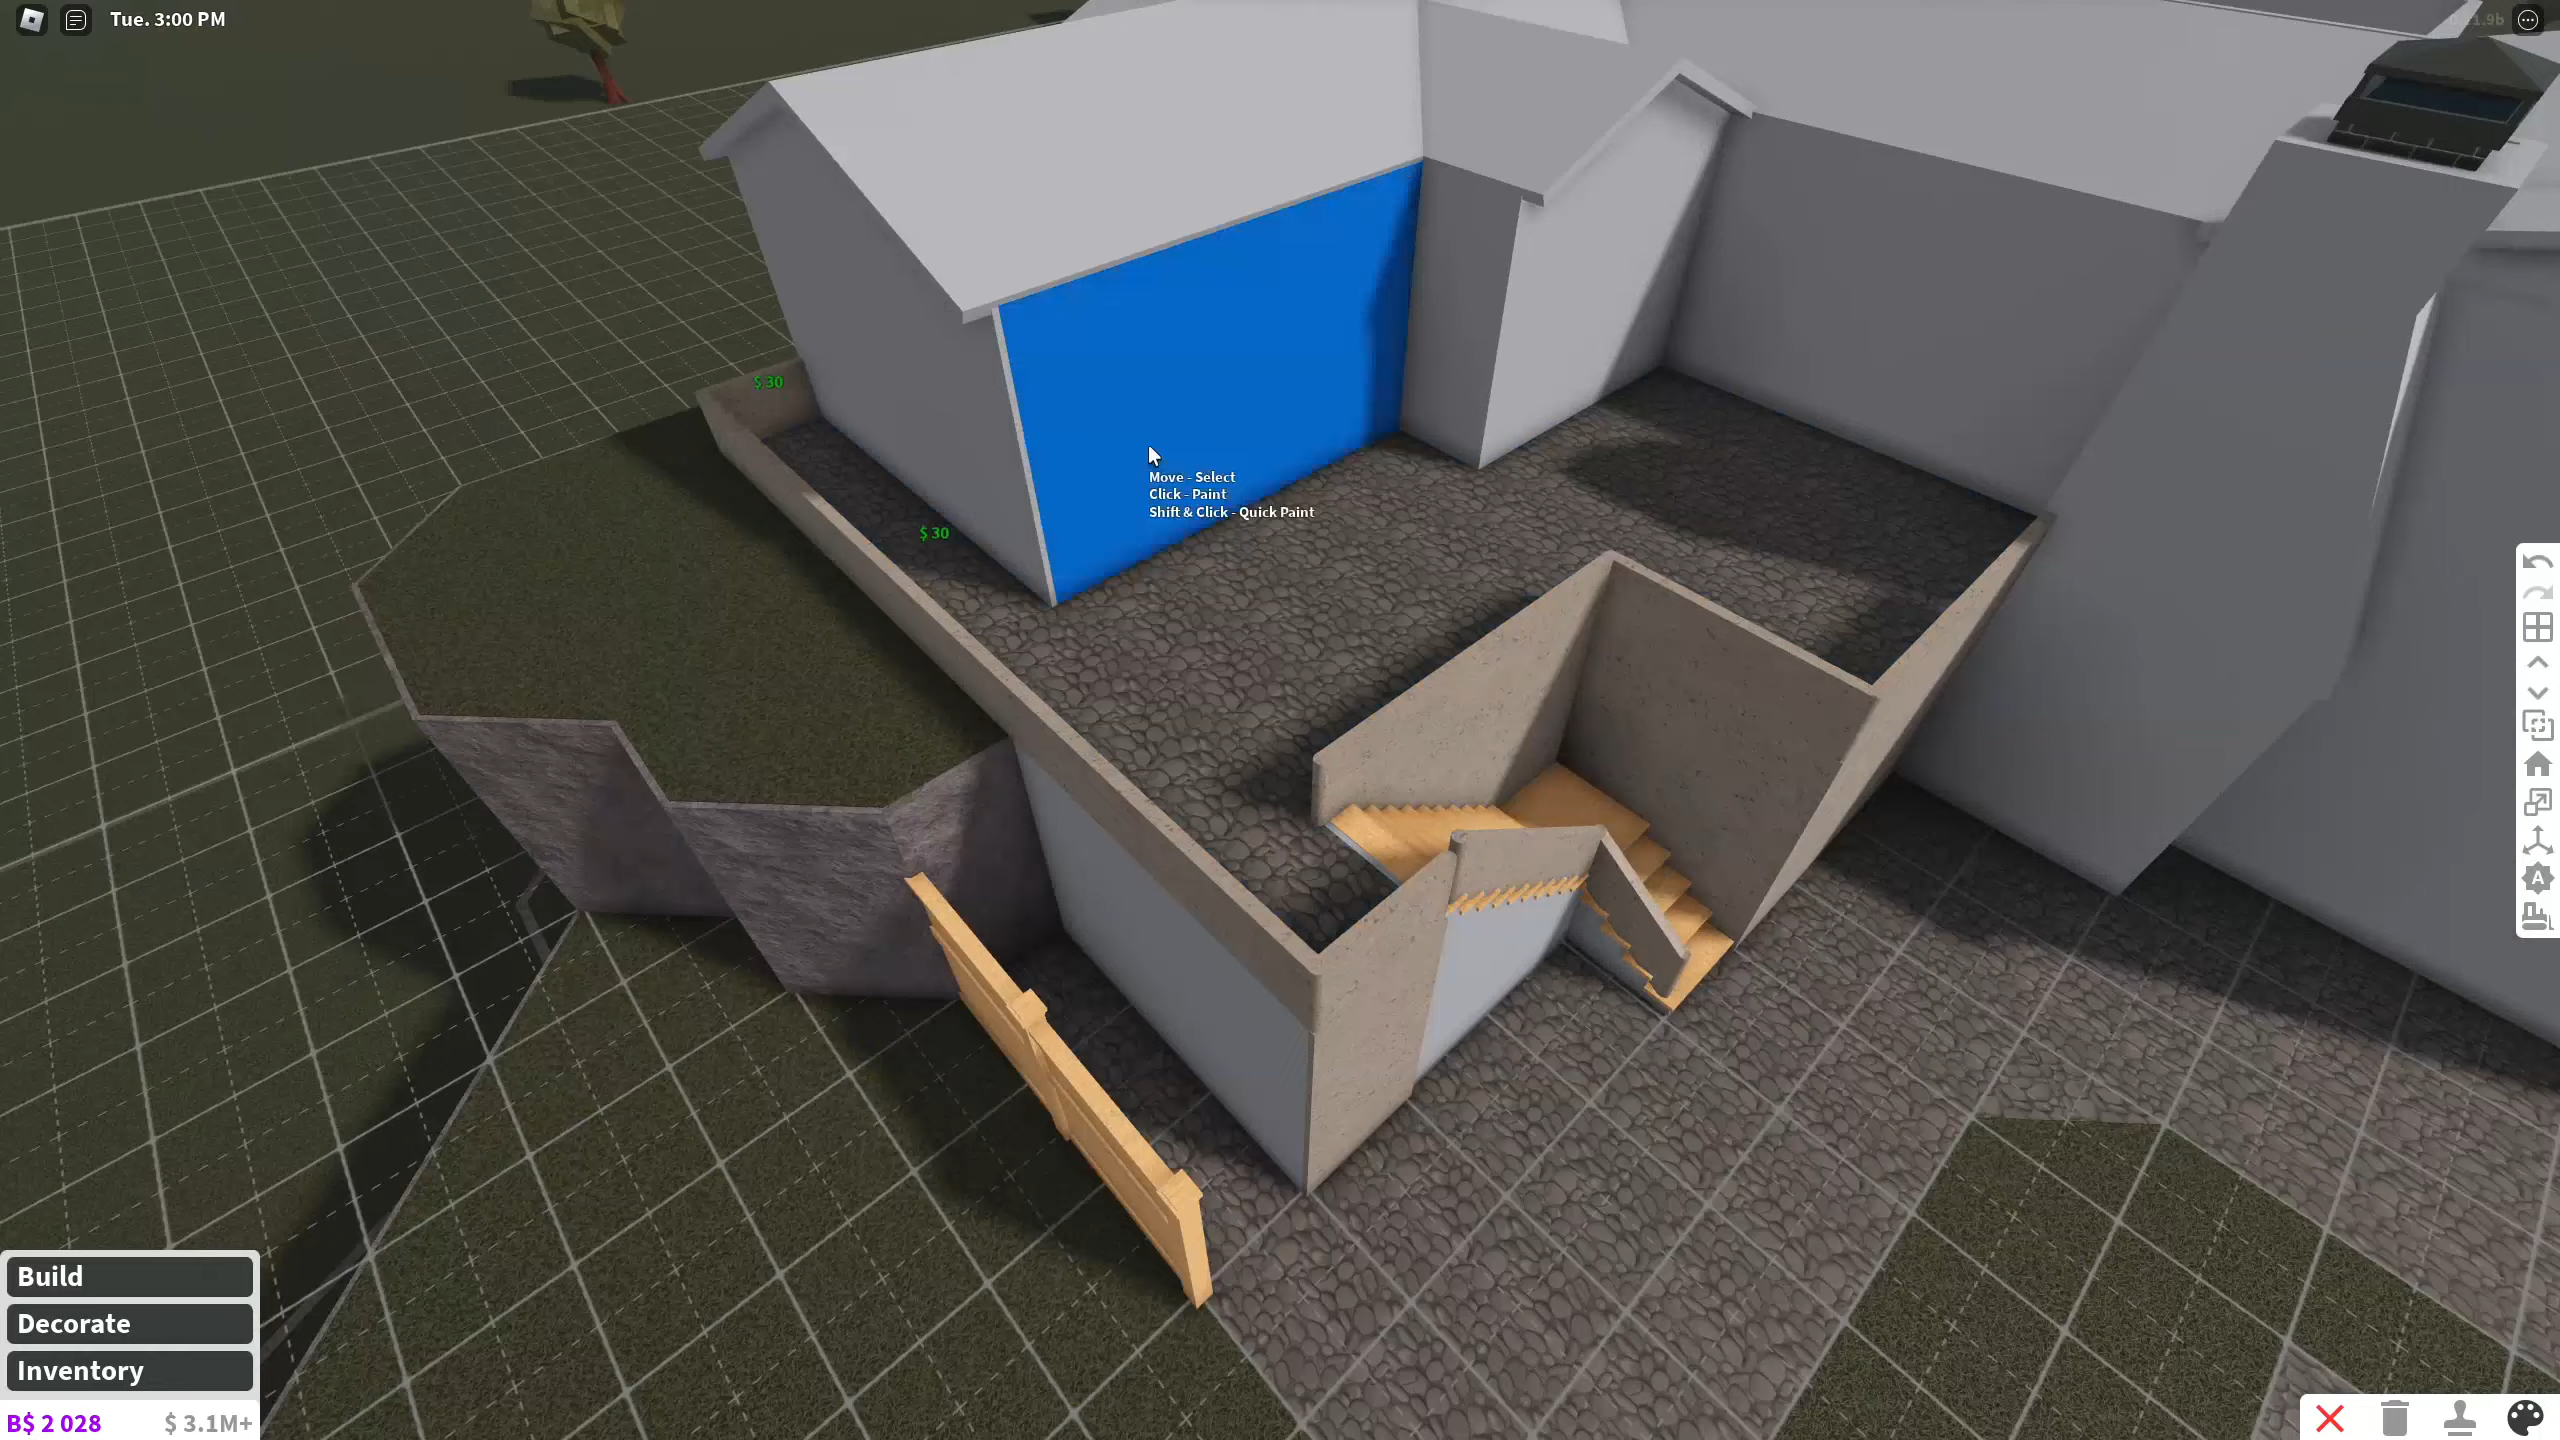 Tue. 3:00 PM
$ 30
Move - Select
Click - Paint
Shift & Click - Quick Paint
$ 30
A
Build
Decorate
Inventory
B$ 2 028
$ 3.1M+